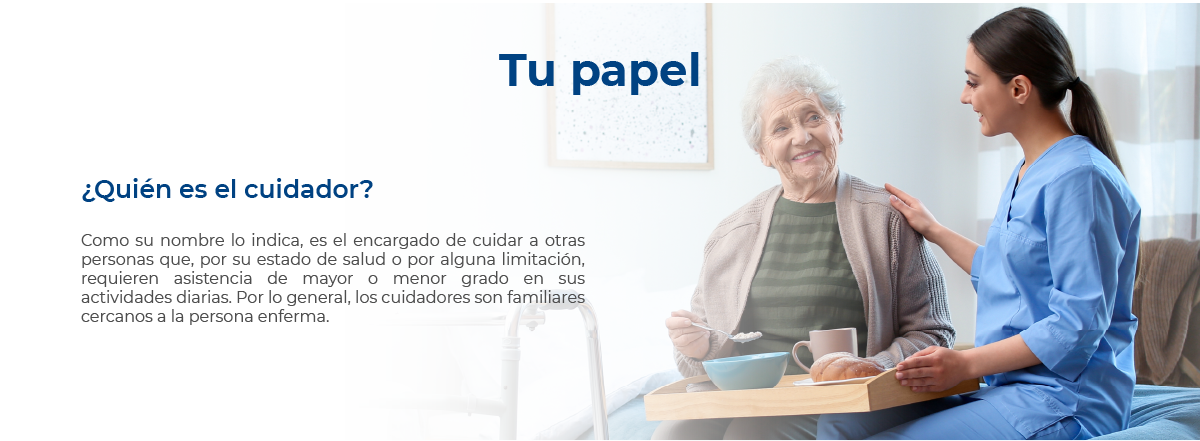 Tu papel
¿Quién es el cuidador?
Como su nombre lo indica, es el encargado de cuidar a otras
personas que, por su estado de salud o por alguna limitación,
requieren asistencia de mayor o menor grado en sus
actividades diarias. Por lo general, los cuidadores son familiares
cercanos a la persona enferma.